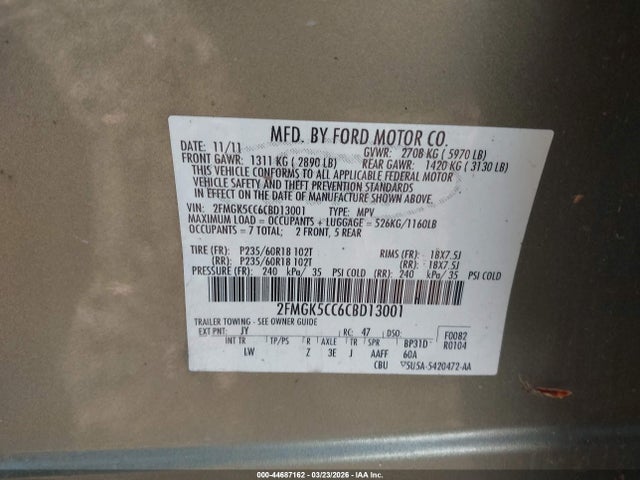 MFD. BY FORD MOTOR CO.
DATE: 11/11 GVWR: 2708 KG ( 5970 LB)
FRONT GAWR: 1311 KG ( 2890 LB) REAR GAWR: 1420 KG ( 3130 LB)
THIS VEHICLE CONFORMS TO ALL APPLICABLE FEDERAL MOTOR
VEHICLE SAFETY AND THEFT PREVENTION STANDARDS
IN EFFECT ON THE DATE OF MANUFACTURE SHOWN ABOVE.
VIN: 2FMGK5CC6CBD13001 TYPE: MPV
MAXIMUM LOAD = OCCUPANTS + LUGGAGE = 526KG/1160LB
OCCUPANTS = 7 TOTAL; 2 FRONT, 5 REAR
TIRE (FR): P235/60R18 102T RIMS (FR): 18X7.5J
(RR): P235/60R18 102T (RR): 18X7.5J
PRESSURE (FR): 240 kPa/ 35 PSI COLD (RR): 240 kPa/ 35 PSI COLD
2FMGK5CC6CBD13001
TRAILER TOWING - SEE OWNER GUIDE
EXT PNT: JY RC: 47 DSO: F0082
INT TR TP/PS R AXLE TR SPR BP31D R0104
LW Z 3E J AAFF 60A
CBU 5U5A-5420472-AA
000-44687162 - 03/23/2026 - IAA Inc.